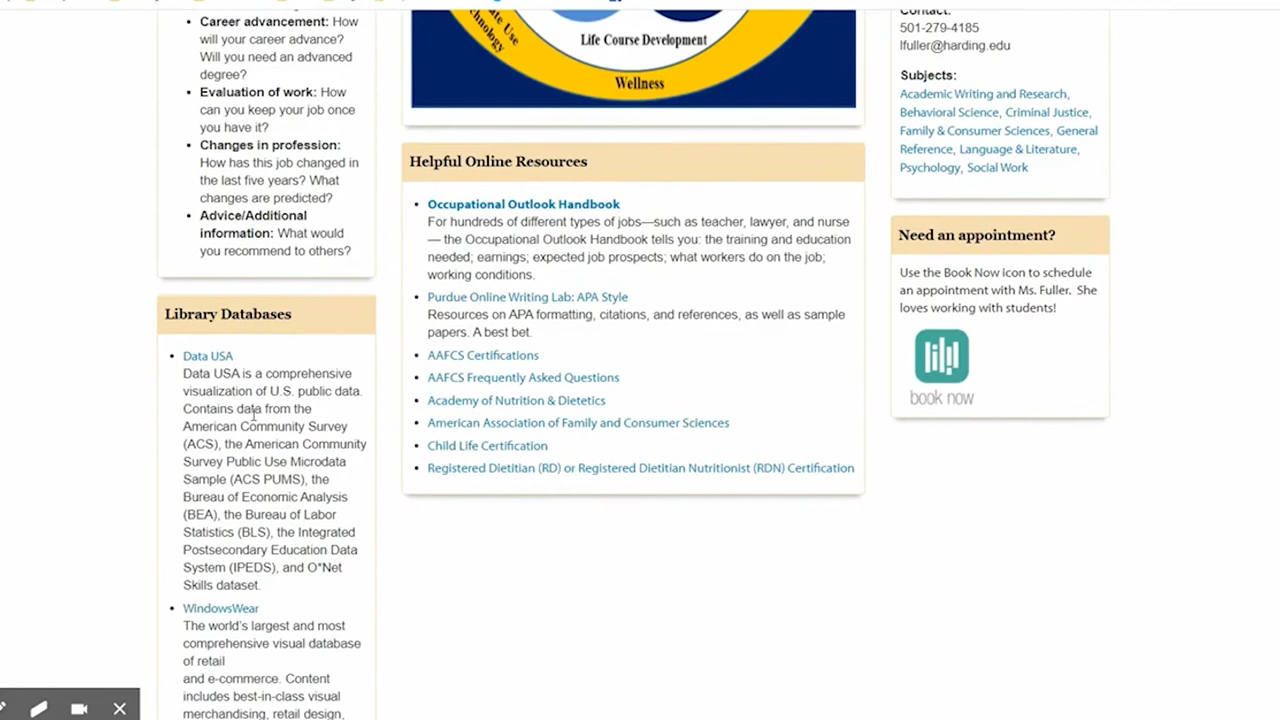 Career advancement: How
will your career advance?
Will you need an advanced
degree?
Evaluation of work: How
can you keep your job once
you have it?
Changes in profession:
How has this job changed in
the last five years? What
changes are predicted?
Advice/Additional
information: What would
you recommend to others?
Library Databases
Data USA
Data USA is a comprehensive
visualization of U.S. public data.
Contains data from the
American Community Survey
(ACS), the American Community
Survey Public Use Microdata
Sample (ACS PUMS), the
Bureau of Economic Analysis
(BEA), the Bureau of Labor
Statistics (BLS), the Integrated
Postsecondary Education Data
System (IPEDS), and O*Net
Skills dataset.
WindowsWear
The world's largest and most
comprehensive visual database
of retail
and e-commerce. Content
includes best-in-class visual
merchandising, retail design,
Use
Life Course Development
Wellness
Helpful Online Resources
Occupational Outlook Handbook
For hundreds of different types of jobs—such as teacher, lawyer, and nurse
— the Occupational Outlook Handbook tells you: the training and education
needed; earnings; expected job prospects; what workers do on the job;
working conditions.
Purdue Online Writing Lab: APA Style
Resources on APA formatting, citations, and references, as well as sample
papers. A best bet.
AAFCS Certifications
AAFCS Frequently Asked Questions
Academy of Nutrition & Dietetics
American Association of Family and Consumer Sciences
Child Life Certification
Registered Dietitian (RD) or Registered Dietitian Nutritionist (RDN) Certification
Contact:
501-279-4185
lfuller@harding.edu
Subjects:
Academic Writing and Research,
Behavioral Science, Criminal Justice,
Family & Consumer Sciences, General
Reference, Language & Literature,
Psychology, Social Work
Need an appointment?
Use the Book Now icon to schedule
an appointment with Ms. Fuller. She
loves working with students!
book now